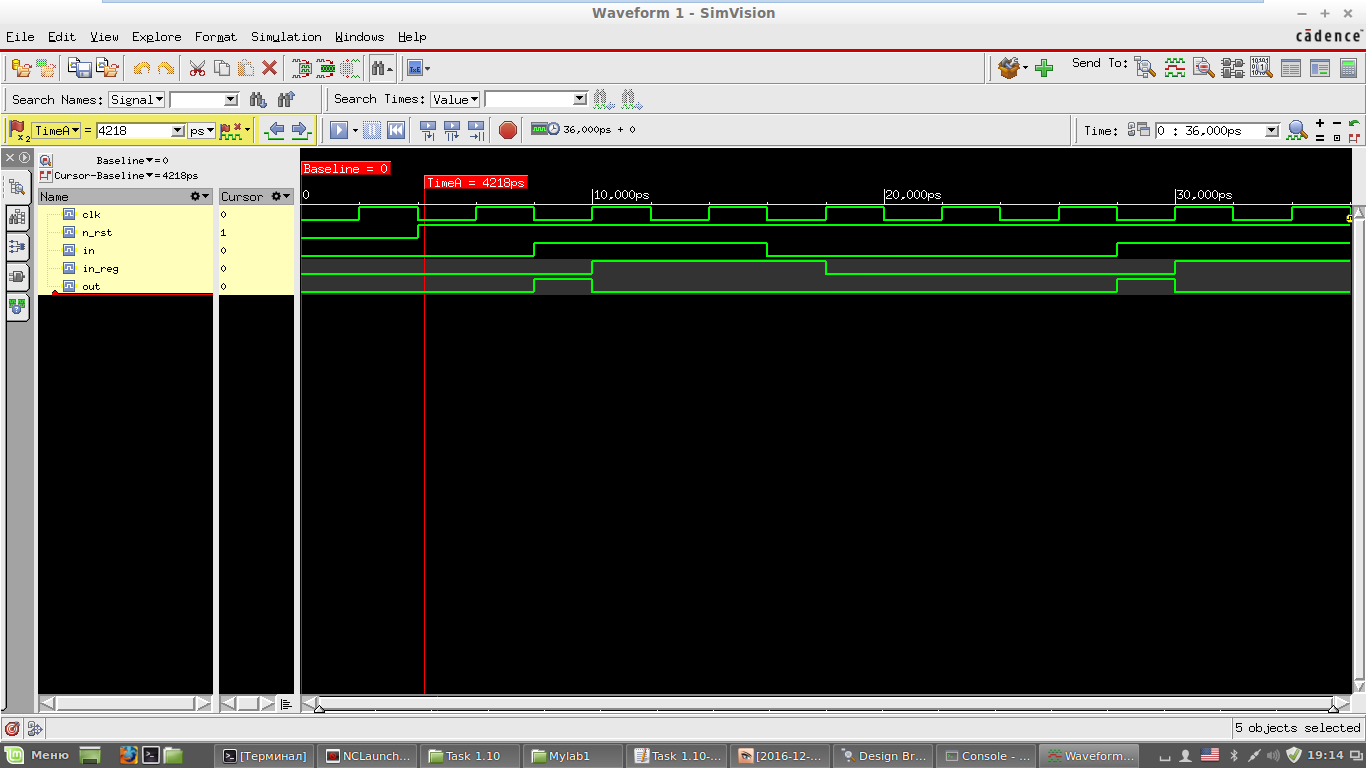 Waveform 1 - SimVision
File Edit View Explore Format Simulation Windows Help
cādence
Send To:
Search Names: Signal
Search Times: Value
TimeA = 4218 ps
36,000ps + 0
Time: 0 : 36,000ps
Baseline = 0
Cursor-Baseline = 4218ps
Baseline = 0
TimeA = 4218ps
Name Cursor
0 10,000ps 20,000ps 30,000ps
clk 0
n_rst 1
in 0
in_reg 0
out 0
5 objects selected
Меню [Терминал] NCLaunch... Task 1.10 Mylab1 Task 1.10-... [2016-12-... Design Br... Console - ... Waveform... 19:14